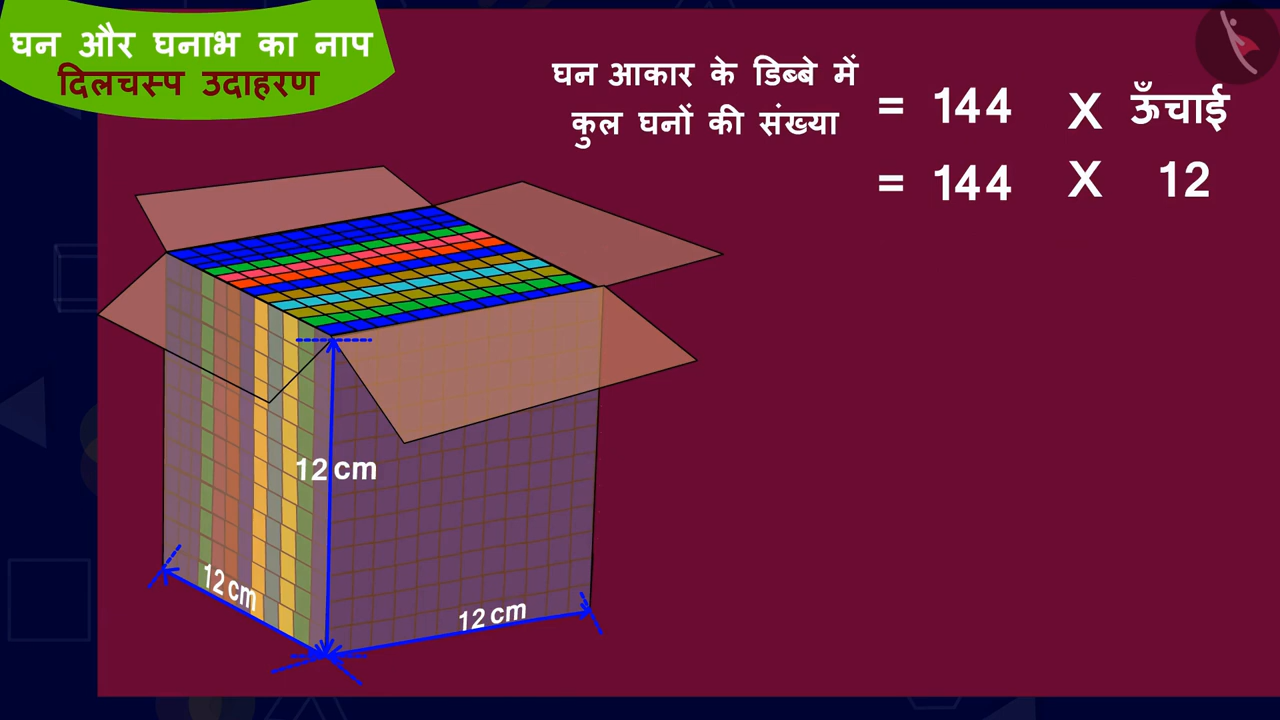 घन और घनाभ का नाप
दिलचस्प उदाहरण
घन आकार के डिब्बे में
कुल घनों की संख्या
= 144 X ऊँचाई
= 144 X 12
12 cm
12 cm
12 cm